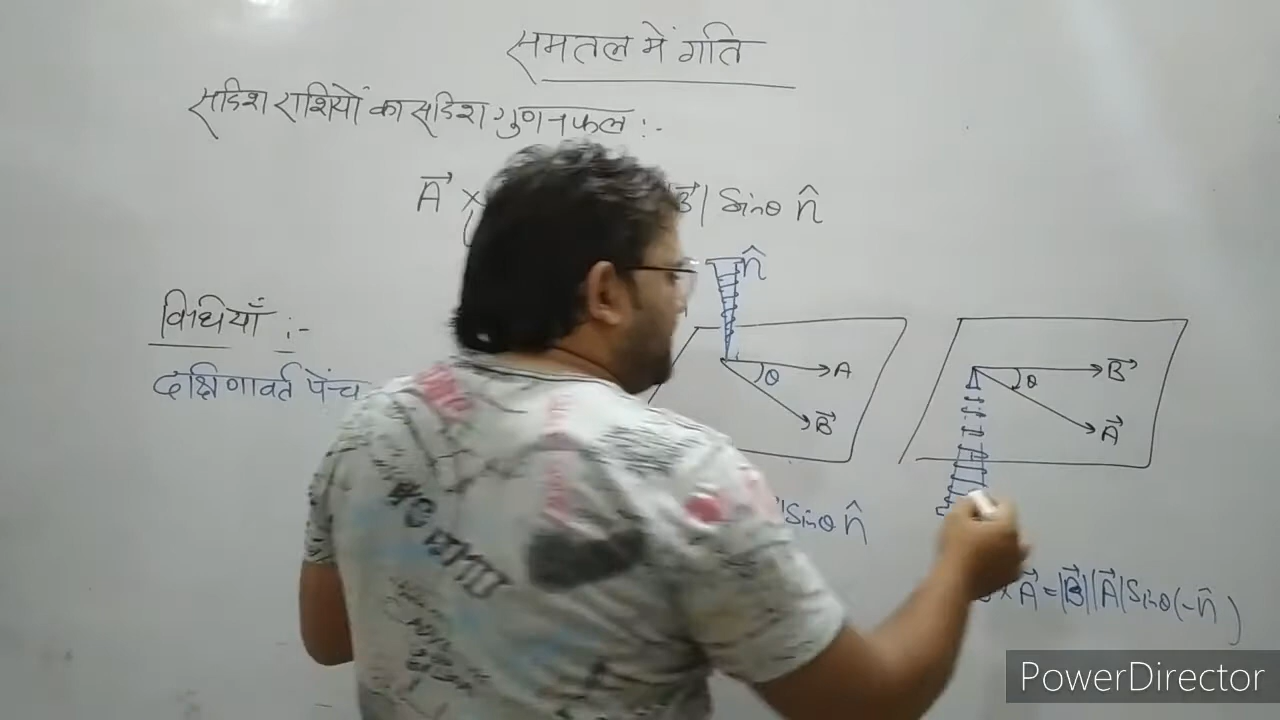 समतल में गति
सदिश राशियों का सदिश गुणनफल :-
A⃗ × B⃗| Sinθ n̂
n̂
विधियाँ :-
दक्षिणावर्त पेंच
θ A
B⃗
B⃗
θ
A⃗
|Sinθ n̂
× A⃗ = |B⃗||A⃗| Sinθ (-n̂)
PowerDirector